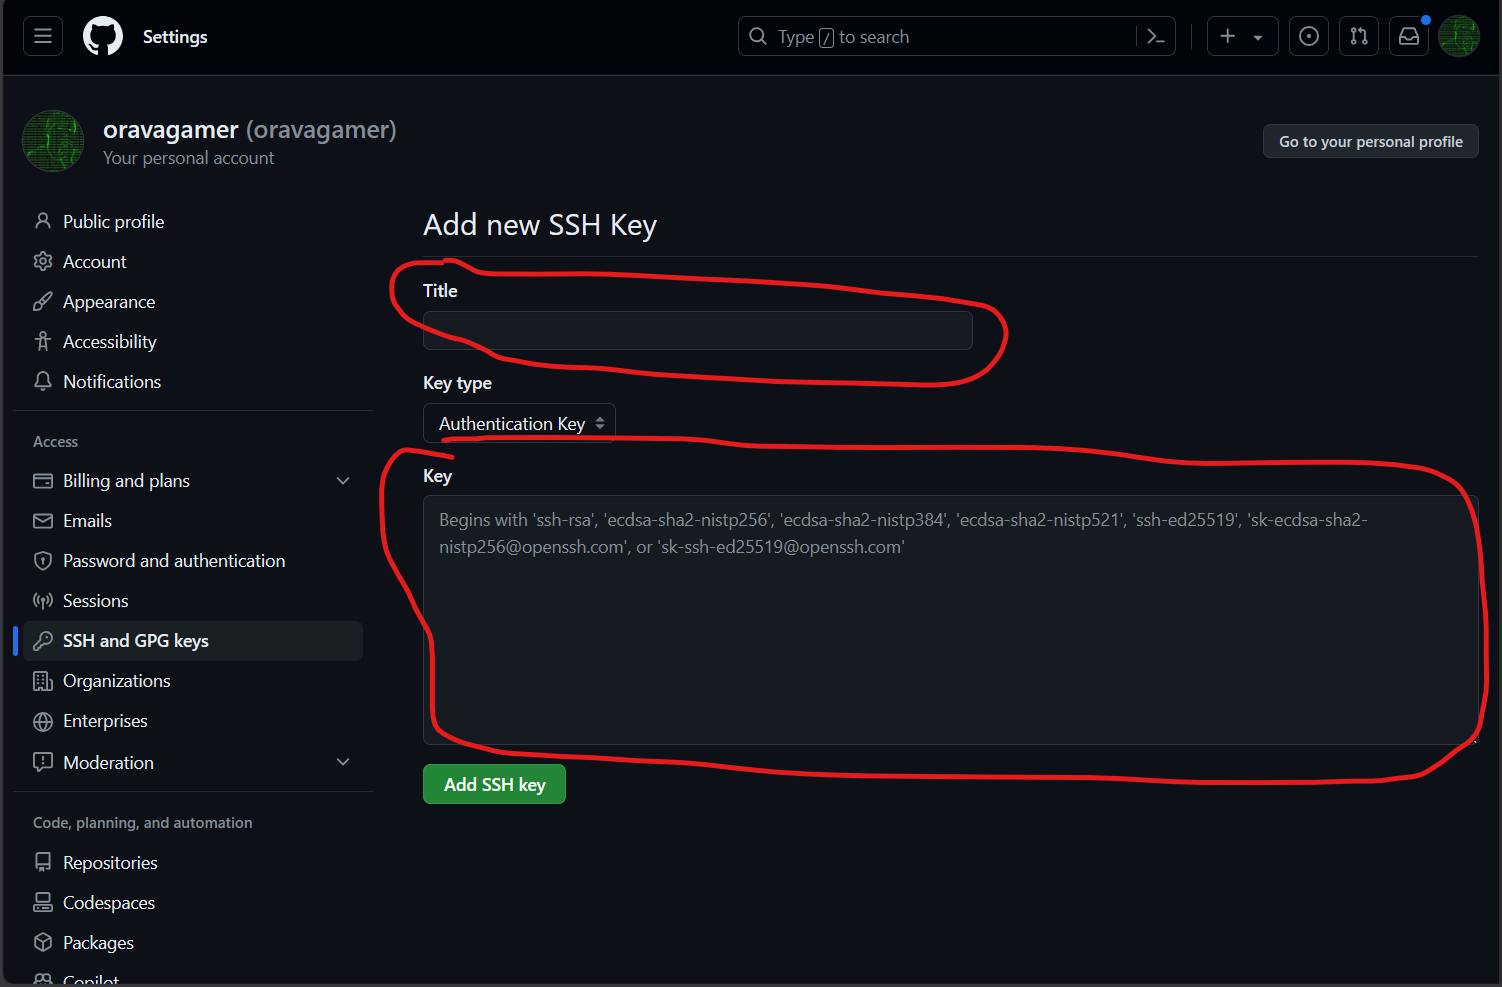 Settings
Type / to search
oravagamer (oravagamer)
Your personal account
Go to your personal profile
Public profile
Account
Appearance
Accessibility
Notifications
Access
Billing and plans
Emails
Password and authentication
Sessions
SSH and GPG keys
Organizations
Enterprises
Moderation
Code, planning, and automation
Repositories
Codespaces
Packages
Copilot
Add new SSH Key
Title
Key type
Authentication Key
Key
Begins with 'ssh-rsa', 'ecdsa-sha2-nistp256', 'ecdsa-sha2-nistp384', 'ecdsa-sha2-nistp521', 'ssh-ed25519', 'sk-ecdsa-sha2-
nistp256@openssh.com', or 'sk-ssh-ed25519@openssh.com'
Add SSH key